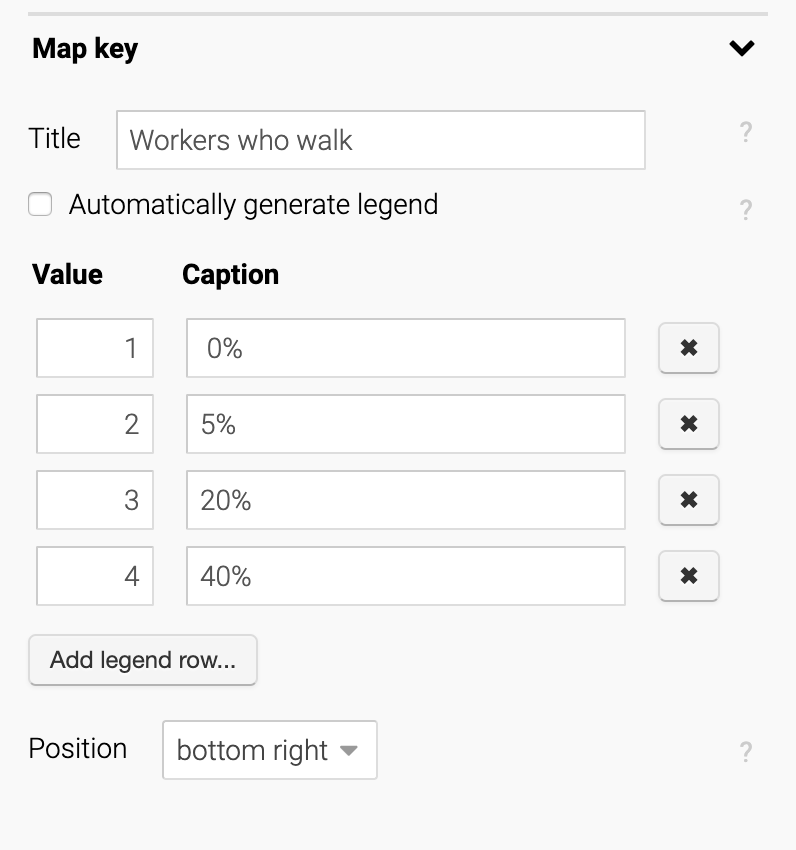 Map key
Title Workers who walk ?
Automatically generate legend ?
Value Caption
1 0% ✖
2 5% ✖
3 20% ✖
4 40% ✖
Add legend row...
Position bottom right ?